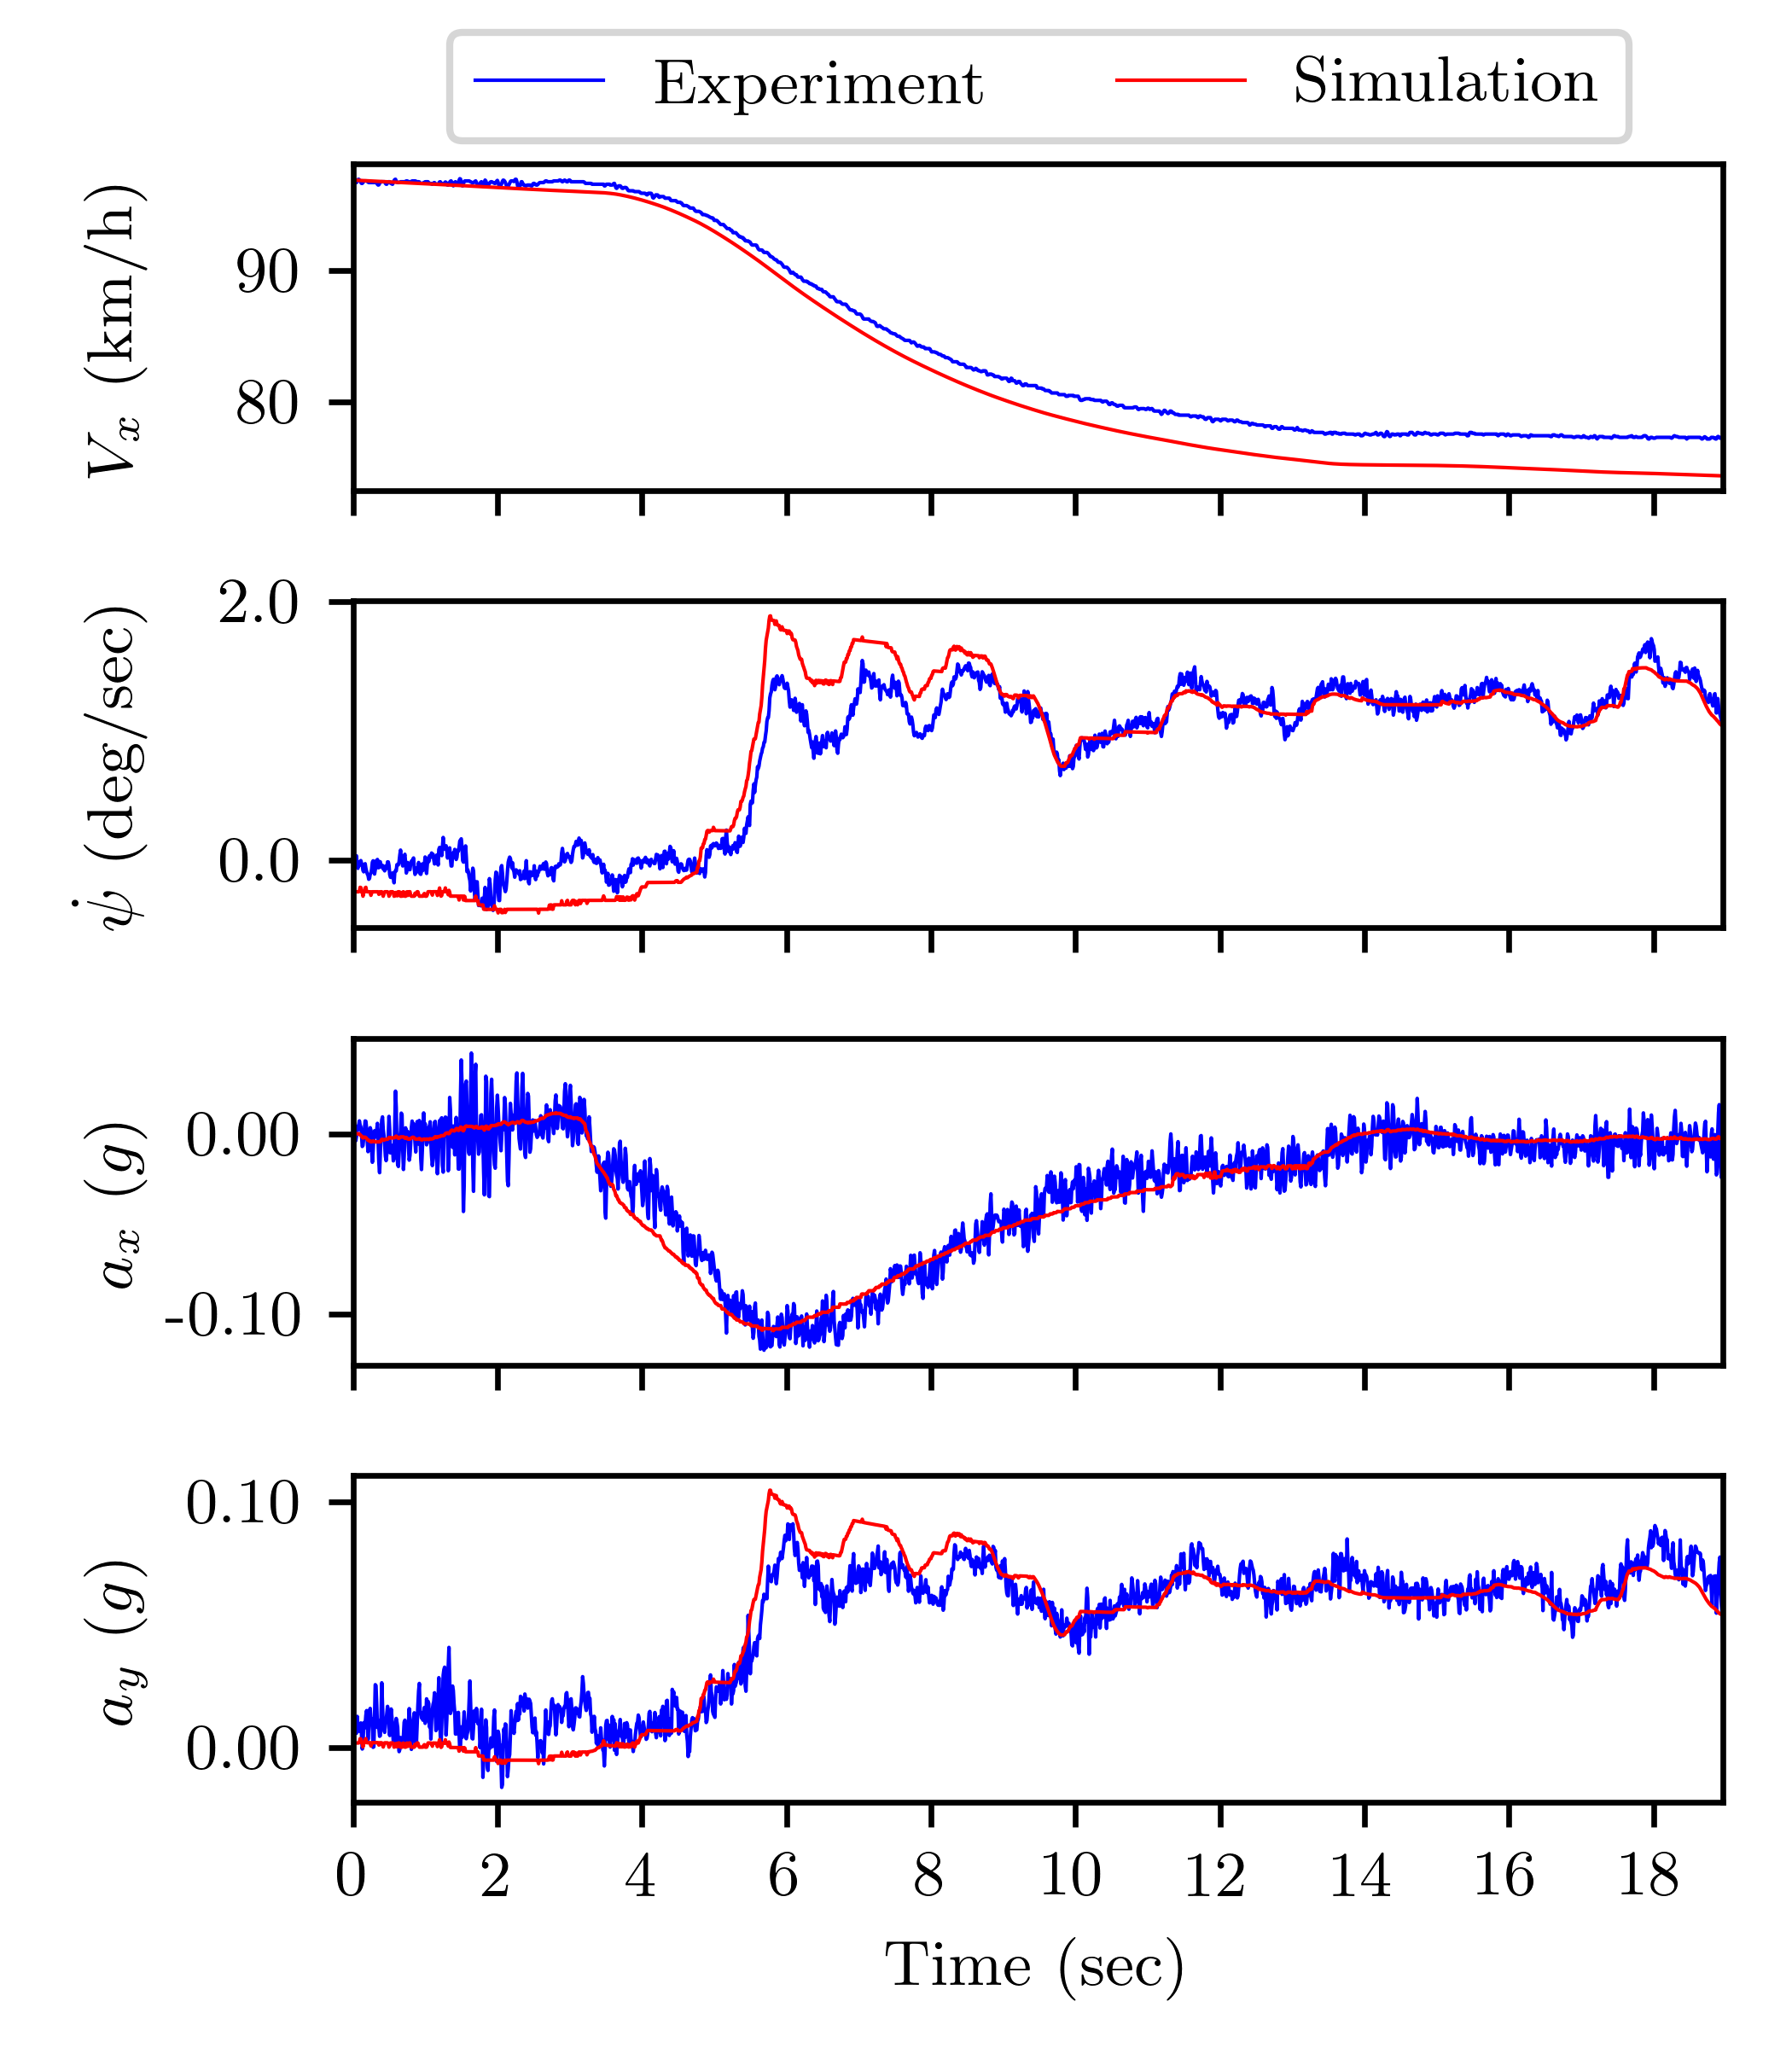 Experiment Simulation
V_x (km/h)
90
80
ψ̇ (deg/sec)
2.0
0.0
a_x (g)
0.00
-0.10
a_y (g)
0.10
0.00
0 2 4 6 8 10 12 14 16 18
Time (sec)